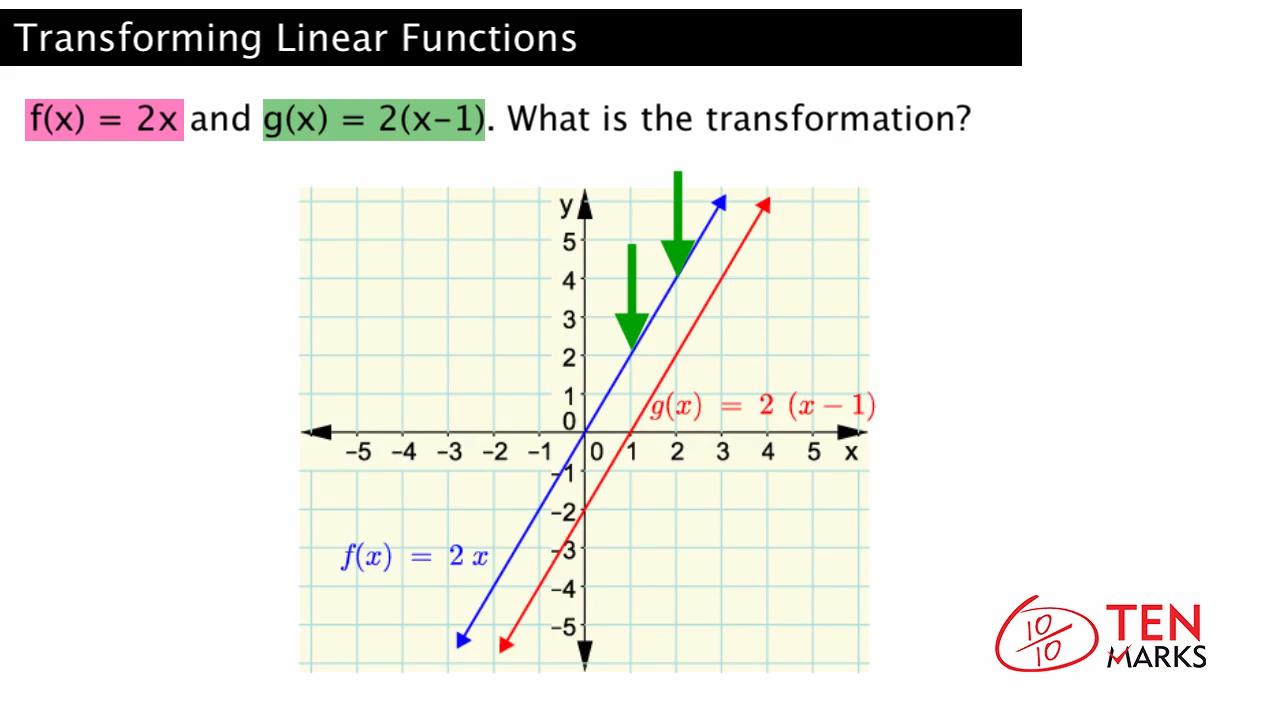 Transforming Linear Functions
f(x) = 2x and g(x) = 2(x-1). What is the transformation?
y
5
4
3
2
1
0
g(x) = 2 (x − 1)
-5 -4 -3 -2 -1 0 1 2 3 4 5 x
-1
-2
-3
-4
-5
f(x) = 2 x
10/10
TEN
MARKS